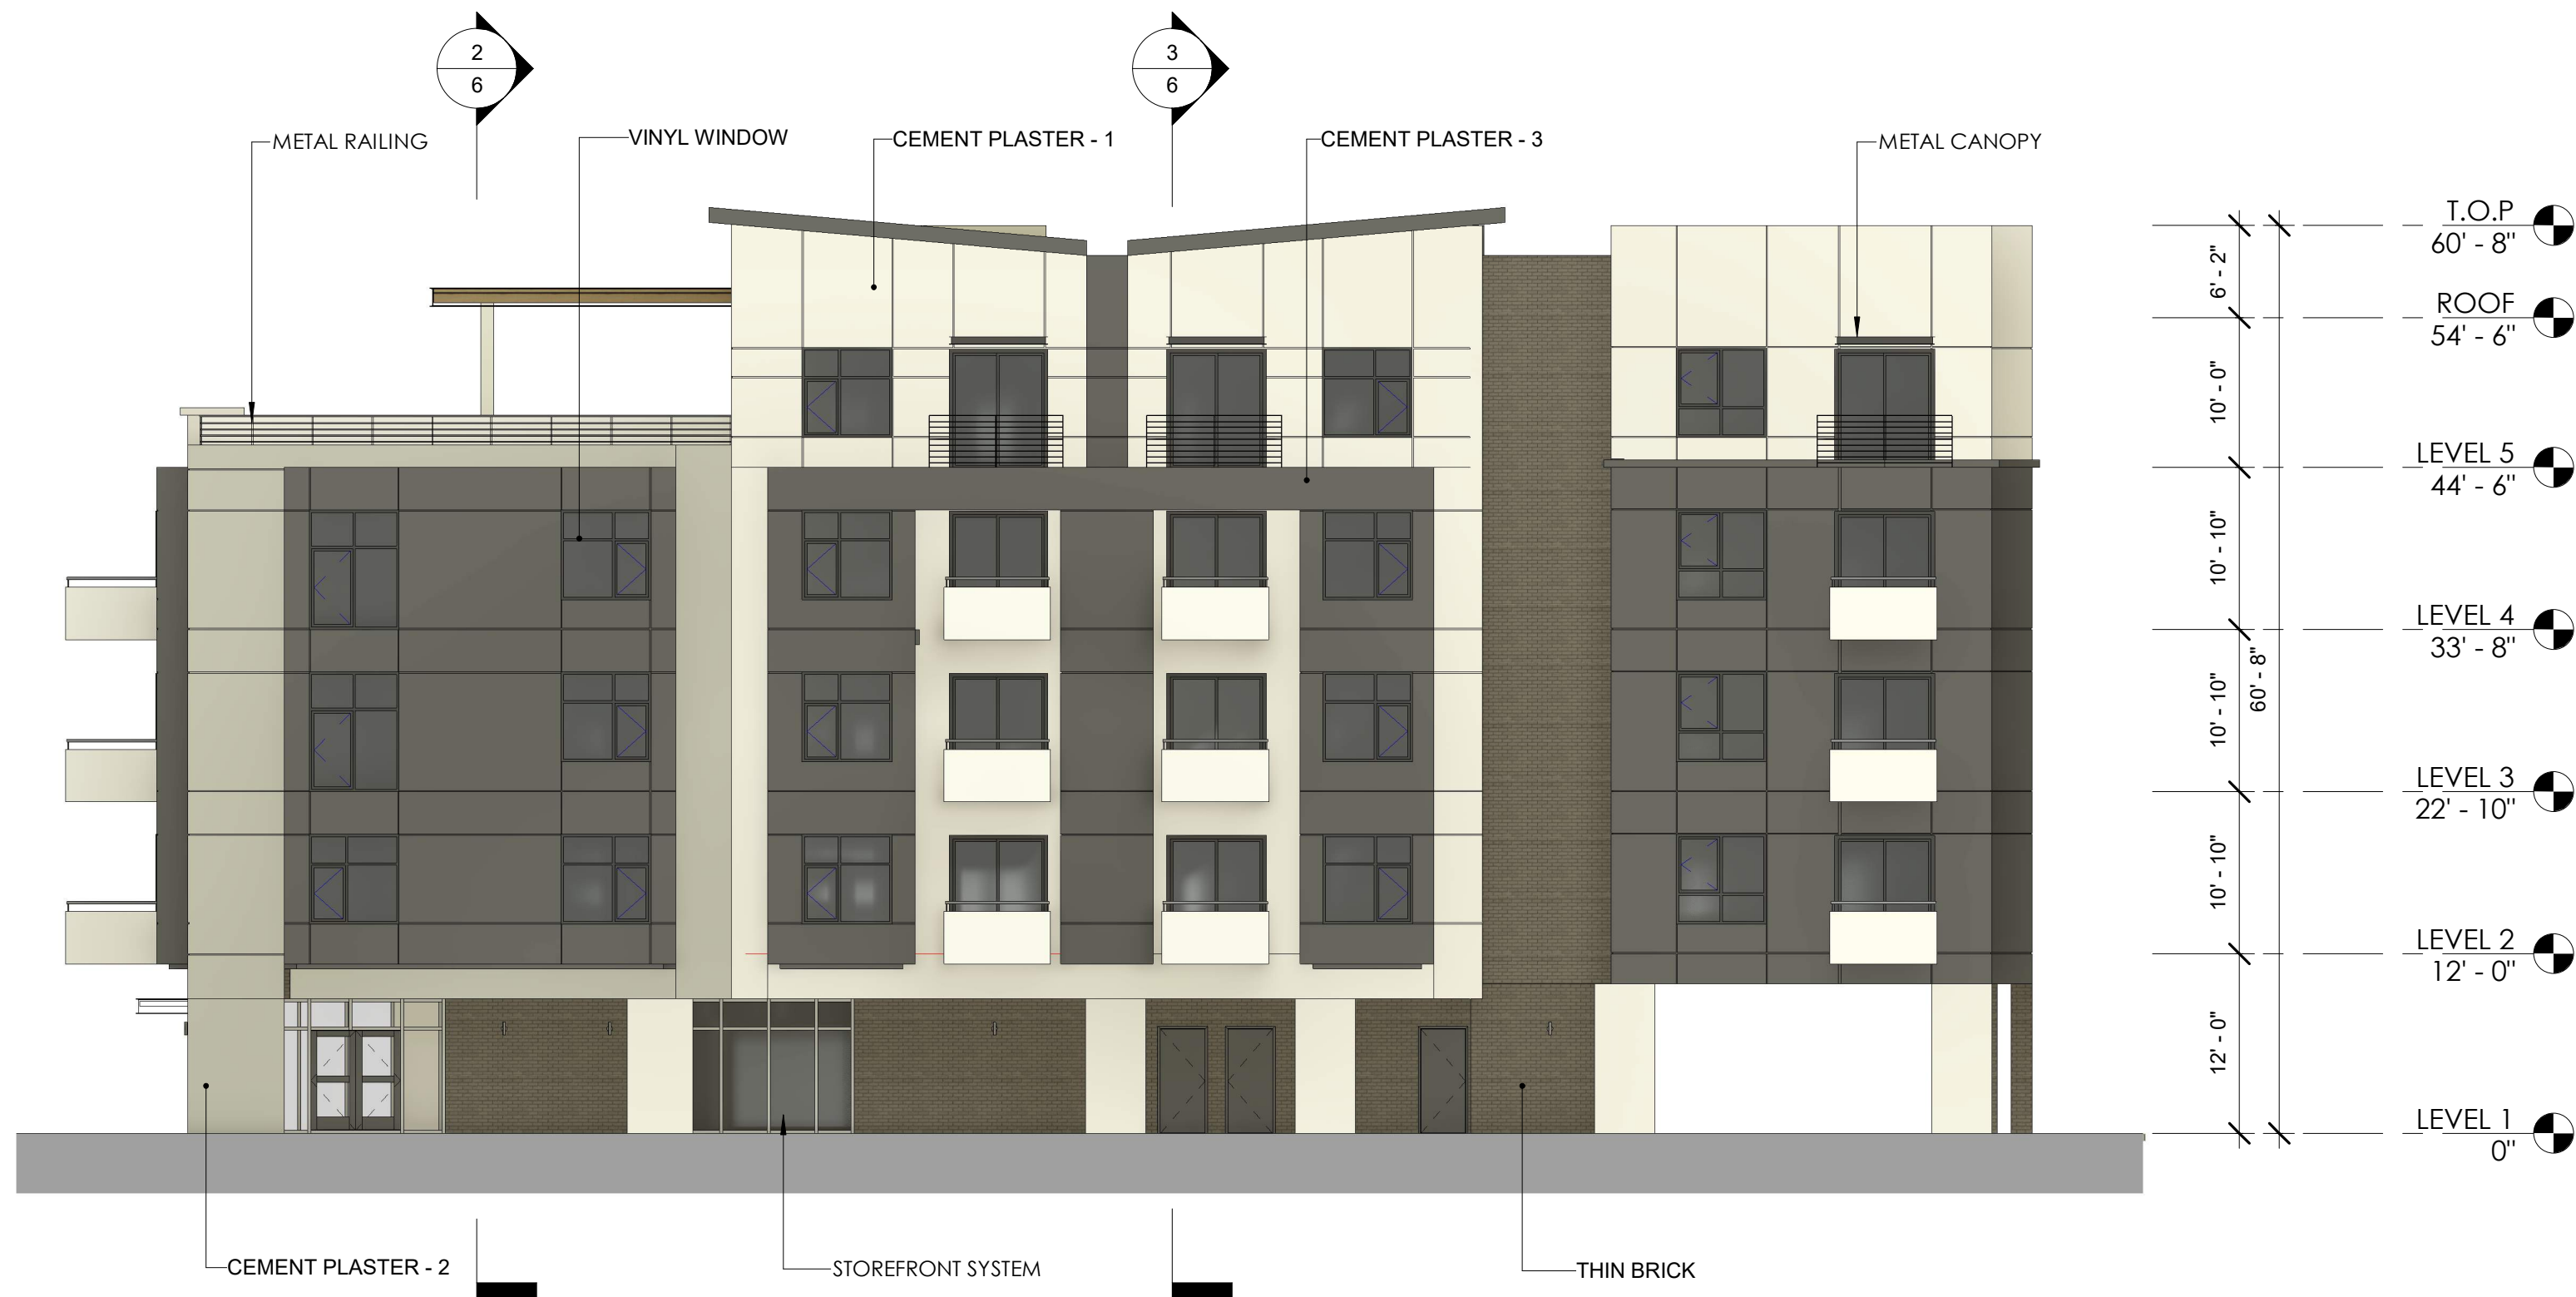 2
6
3
6
METAL RAILING
VINYL WINDOW
CEMENT PLASTER - 1
CEMENT PLASTER - 3
METAL CANOPY
T.O.P
60' - 8"
6' - 2"
ROOF
54' - 6"
10' - 0"
LEVEL 5
44' - 6"
10' - 10"
LEVEL 4
33' - 8"
60' - 8"
10' - 10"
LEVEL 3
22' - 10"
10' - 10"
LEVEL 2
12' - 0"
12' - 0"
LEVEL 1
0"
CEMENT PLASTER - 2
STOREFRONT SYSTEM
THIN BRICK